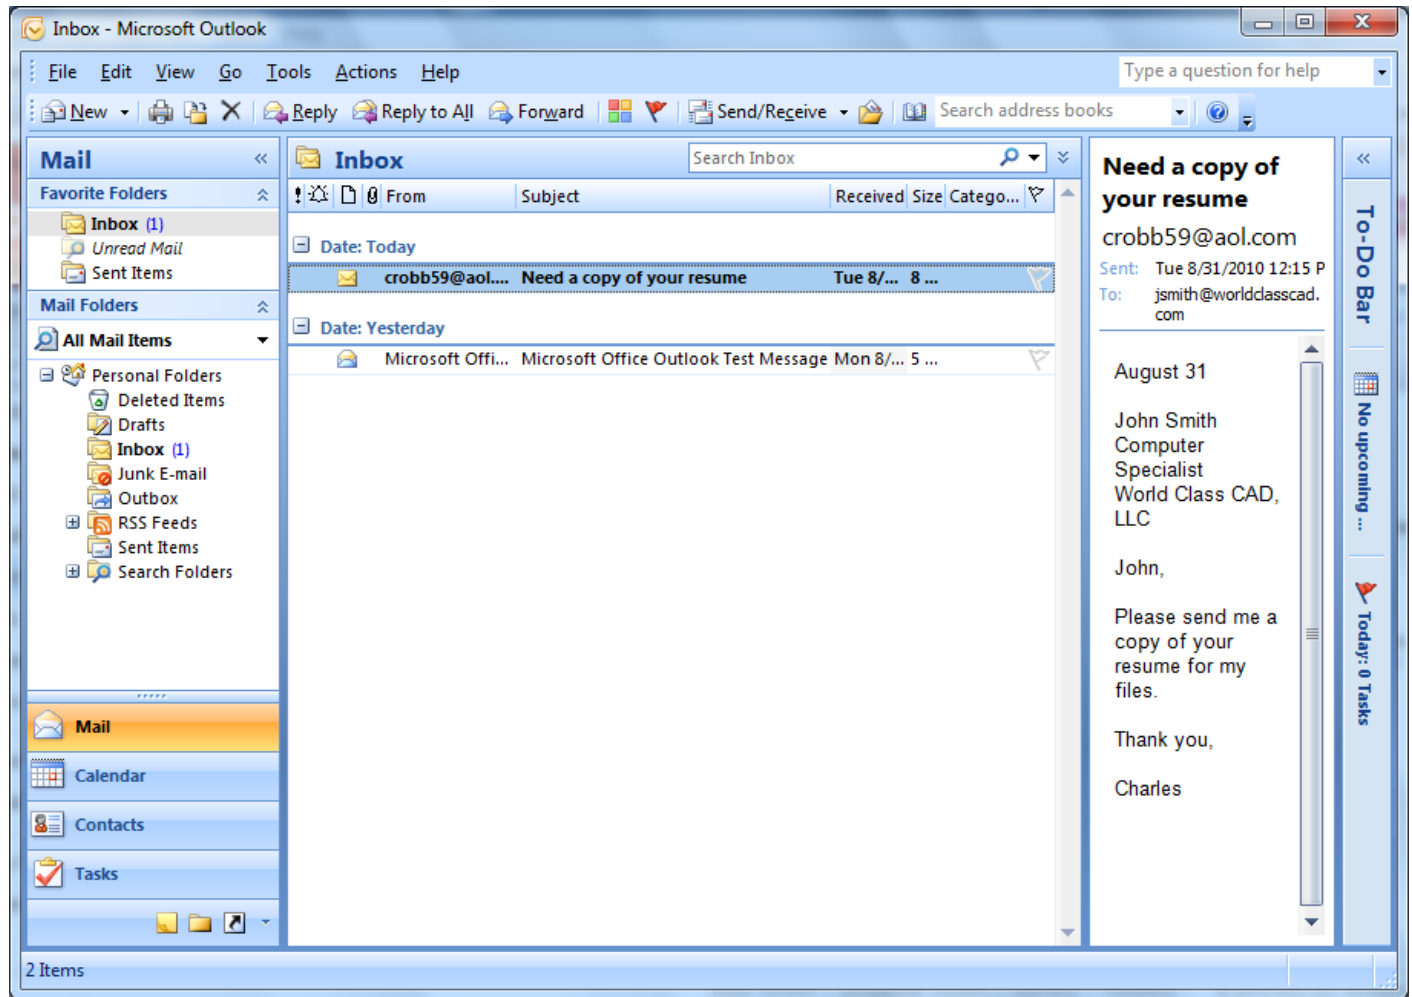 Inbox - Microsoft Outlook
File Edit View Go Tools Actions Help
Type a question for help
New Reply Reply to All Forward Send/Receive Search address books
Mail
Favorite Folders
Inbox (1)
Unread Mail
Sent Items
Mail Folders
All Mail Items
Personal Folders
Deleted Items
Drafts
Inbox (1)
Junk E-mail
Outbox
RSS Feeds
Sent Items
Search Folders
Mail
Calendar
Contacts
Tasks
2 Items
Inbox
Search Inbox
From Subject Received Size Catego...
Date: Today
crobb59@aol.... Need a copy of your resume Tue 8/... 8 ...
Date: Yesterday
Microsoft Offi... Microsoft Office Outlook Test Message Mon 8/... 5 ...
Need a copy of
your resume
crobb59@aol.com
Sent: Tue 8/31/2010 12:15 P
To: jsmith@worldclasscad.
com
August 31
John Smith
Computer
Specialist
World Class CAD,
LLC
John,
Please send me a
copy of your
resume for my
files.
Thank you,
Charles
To-Do Bar
No upcoming ...
Today: 0 Tasks